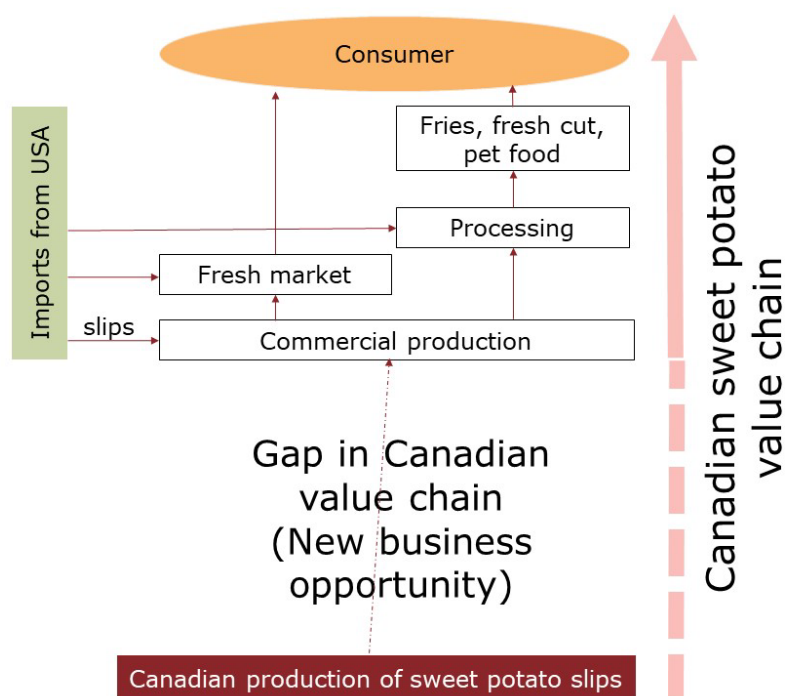 Consumer
Fries, fresh cut,
pet food
Imports from USA
Processing
Fresh market
slips
Commercial production
Gap in Canadian
value chain
(New business
opportunity)
Canadian production of sweet potato slips
Canadian sweet potato
value chain